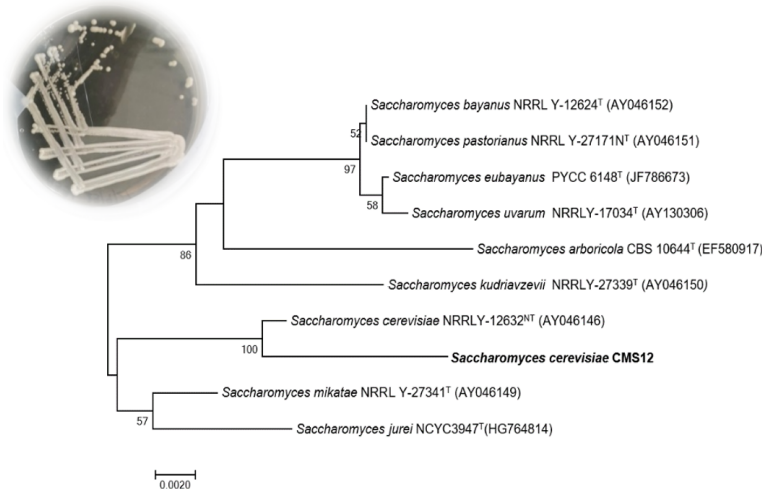 Saccharomyces bayanus NRRL Y-12624ᵀ (AY046152)
52
Saccharomyces pastorianus NRRL Y-27171Nᵀ (AY046151)
97
Saccharomyces eubayanus PYCC 6148ᵀ (JF786673)
58
Saccharomyces uvarum NRRLY-17034ᵀ (AY130306)
Saccharomyces arboricola CBS 10644ᵀ (EF580917)
86
Saccharomyces kudriavzevii NRRLY-27339ᵀ (AY046150)
Saccharomyces cerevisiae NRRLY-12632ᴺᵀ (AY046146)
100
Saccharomyces cerevisiae CMS12
Saccharomyces mikatae NRRL Y-27341ᵀ (AY046149)
57
Saccharomyces jurei NCYC3947ᵀ(HG764814)
0.0020